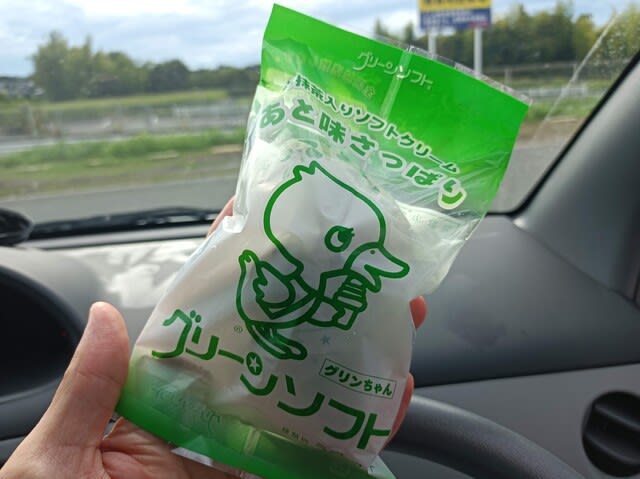 グリーンソフト
抹茶入りソフトクリーム
あと味さっぱり
®
グリーンソフト
グリンちゃん